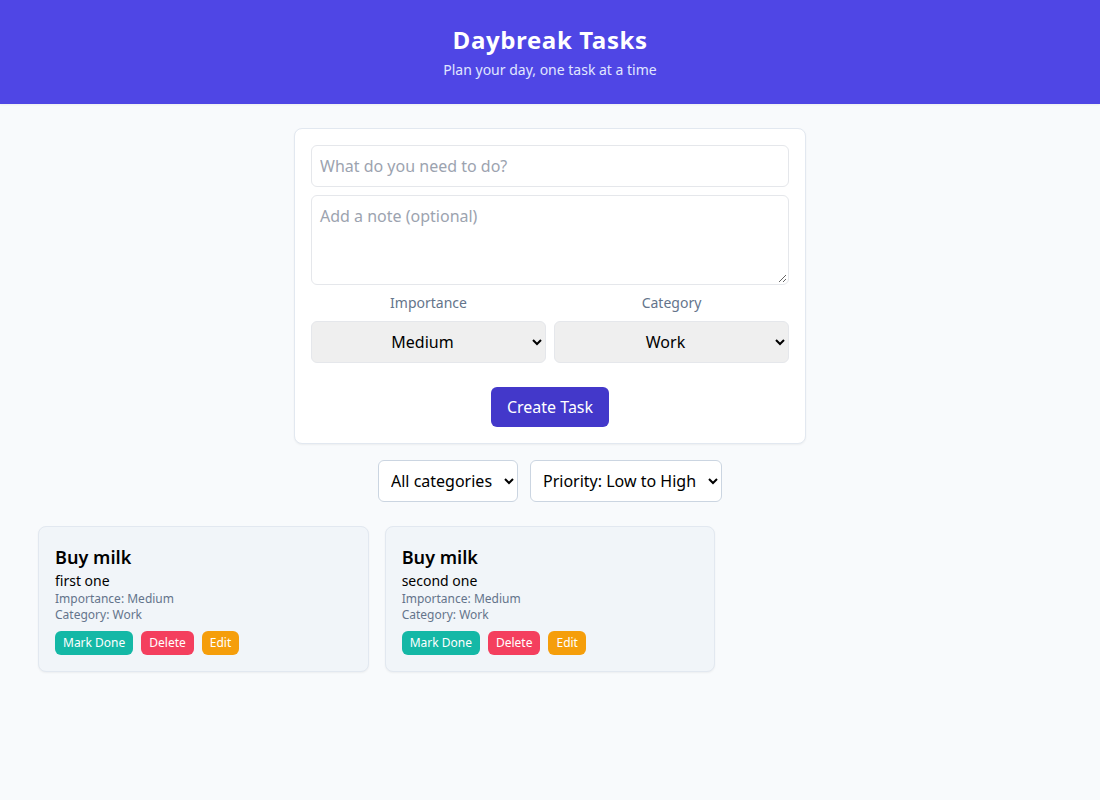 Daybreak Tasks
Plan your day, one task at a time
What do you need to do?
Add a note (optional)
Importance
Category
Medium
Work
Create Task
All categories
Priority: Low to High
Buy milk
first one
Importance: Medium
Category: Work
Mark Done
Delete
Edit
Buy milk
second one
Importance: Medium
Category: Work
Mark Done
Delete
Edit